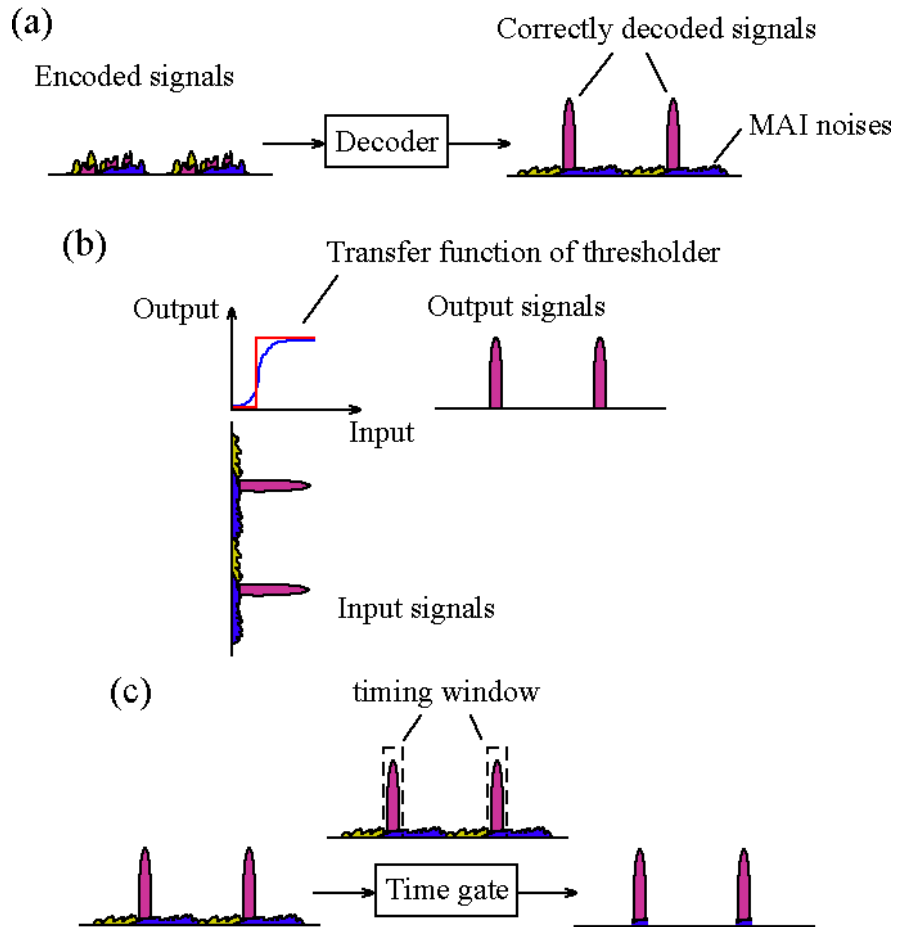 (a)
Correctly decoded signals
Encoded signals
Decoder
MAI noises
(b)
Transfer function of thresholder
Output
Output signals
Input
Input signals
(c)
timing window
Time gate